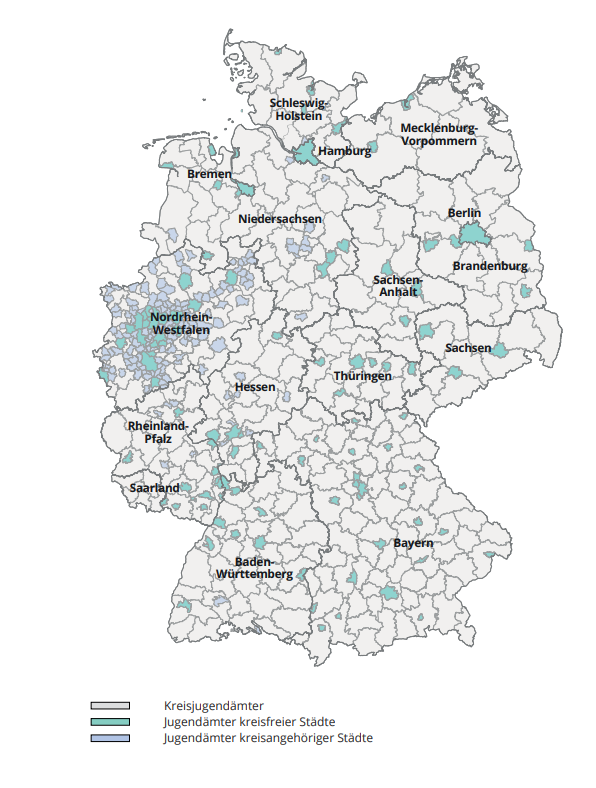 Schleswig-
Holstein
Mecklenburg-
Vorpommern
Hamburg
Bremen
Niedersachsen
Berlin
Brandenburg
Sachsen-
Anhalt
Nordrhein-
Westfalen
Sachsen
Thüringen
Hessen
Rheinland-
Pfalz
Saarland
Bayern
Baden-
Württemberg
Kreisjugendämter
Jugendämter kreisfreier Städte
Jugendämter kreisangehöriger Städte